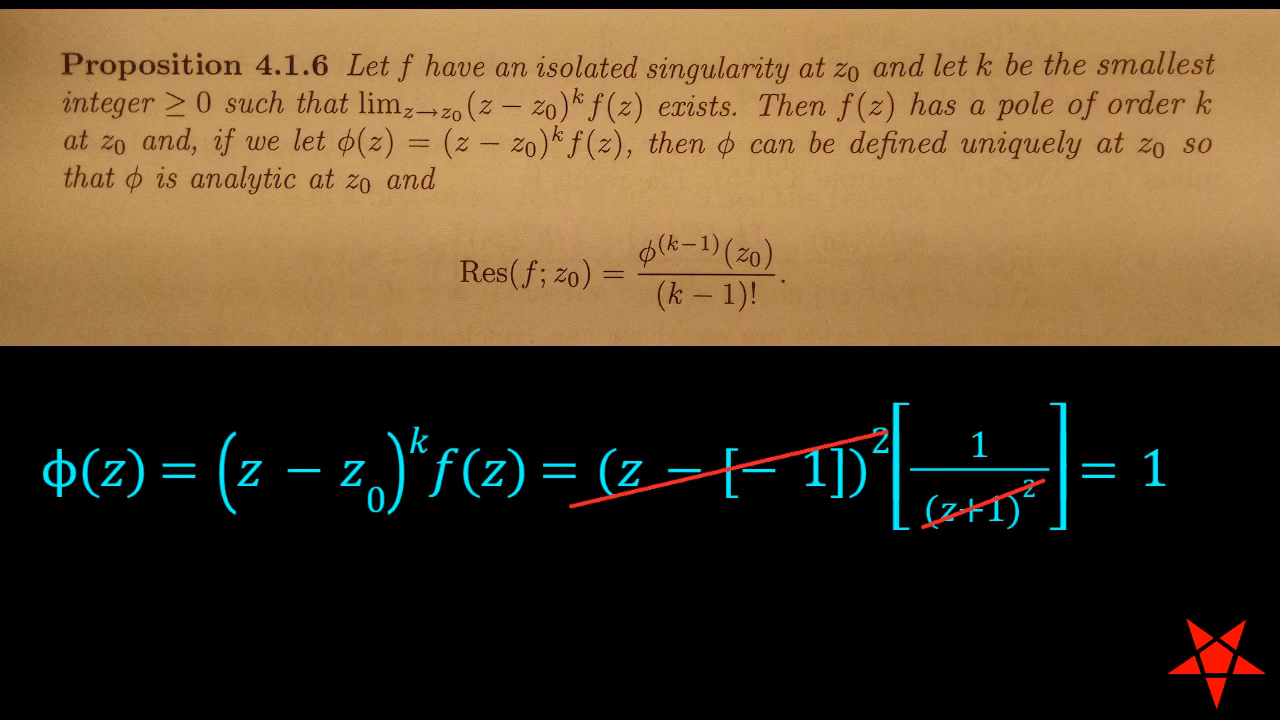 Proposition 4.1.6 Let f have an isolated singularity at z₀ and let k be the smallest
integer ≥ 0 such that lim_{z→z₀}(z − z₀)^k f(z) exists. Then f(z) has a pole of order k
at z₀ and, if we let ϕ(z) = (z − z₀)^k f(z), then ϕ can be defined uniquely at z₀ so
that ϕ is analytic at z₀ and
Res(f; z₀) = ϕ^(k−1)(z₀) / (k − 1)!.
ϕ(z) = (z − z₀)^k f(z) = (z − [− 1])² [1 / (z+1)²] = 1